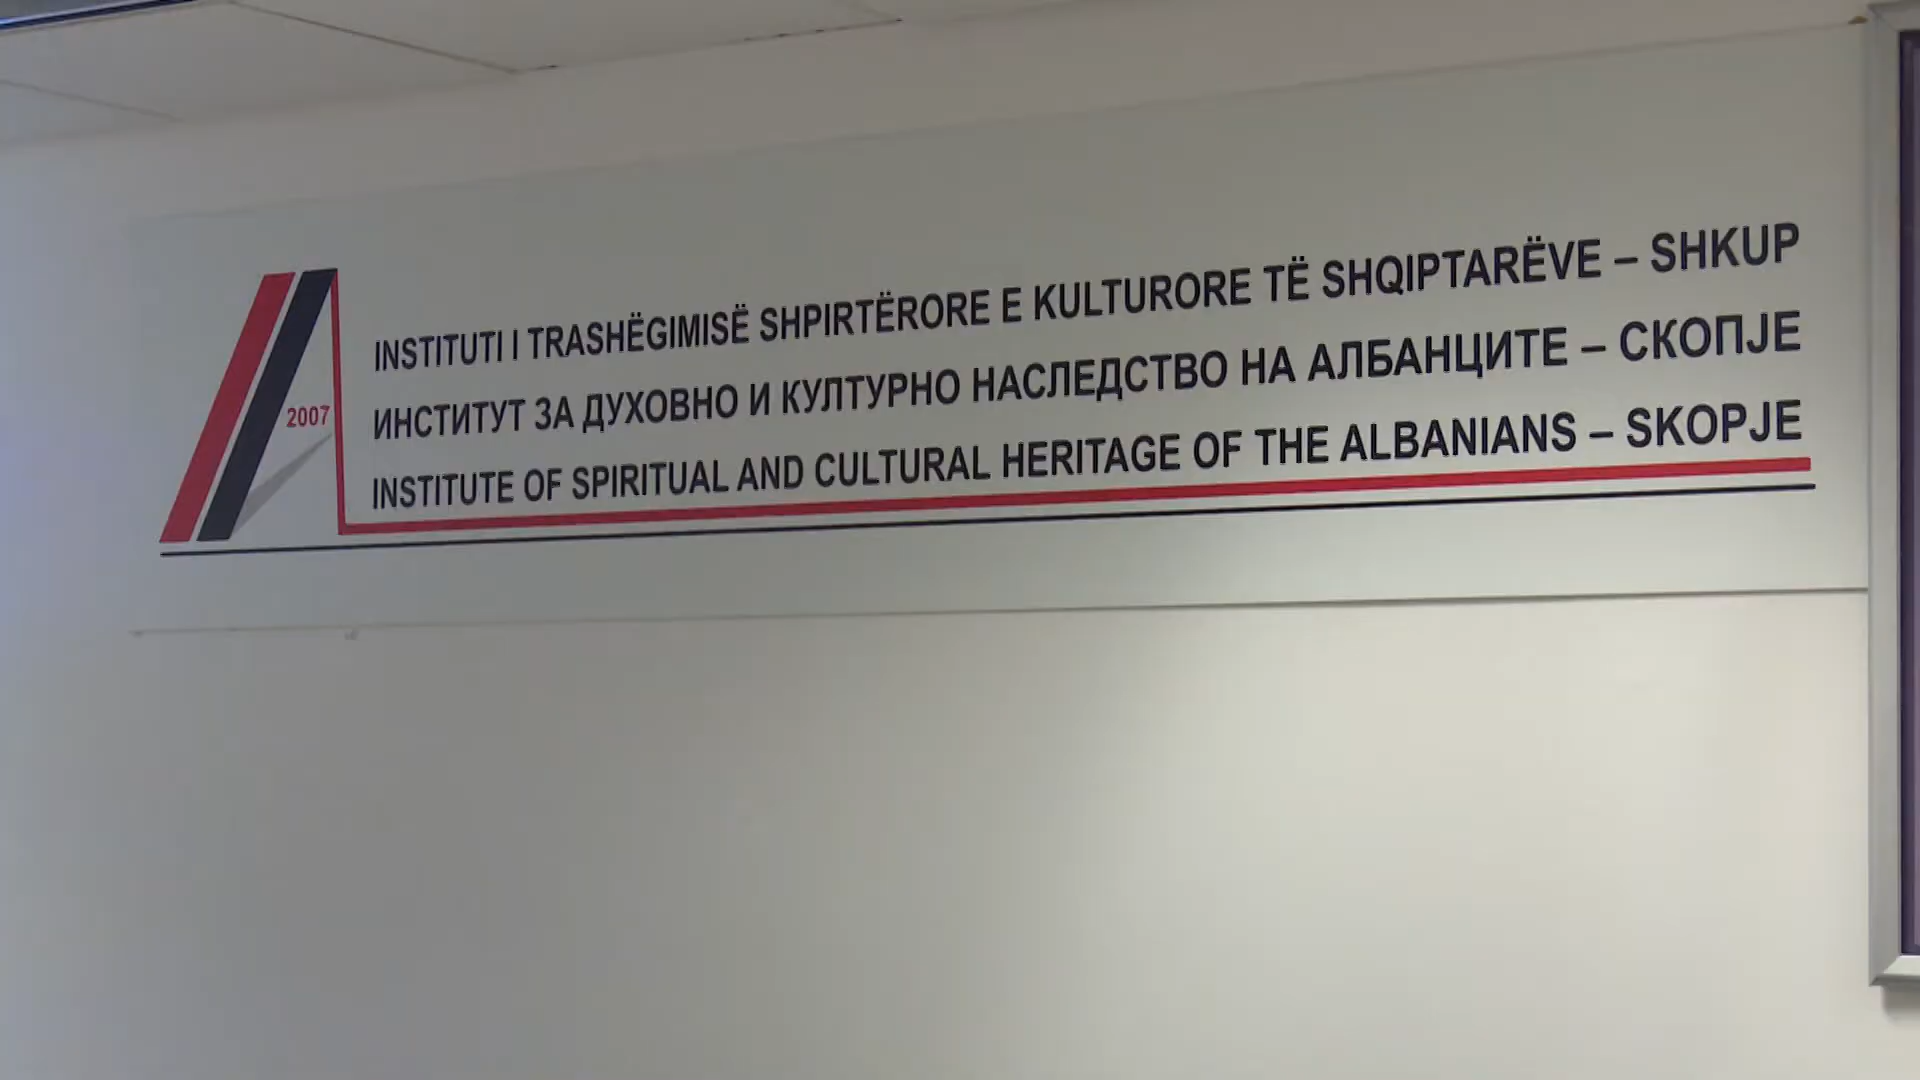 2007
INSTITUTI I TRASHËGIMISË SHPIRTËRORE E KULTURORE TË SHQIPTARËVE – SHKUP
ИНСТИТУТ ЗА ДУХОВНО И КУЛТУРНО НАСЛЕДСТВО НА АЛБАНЦИТЕ – СКОПЈЕ
INSTITUTE OF SPIRITUAL AND CULTURAL HERITAGE OF THE ALBANIANS – SKOPJE